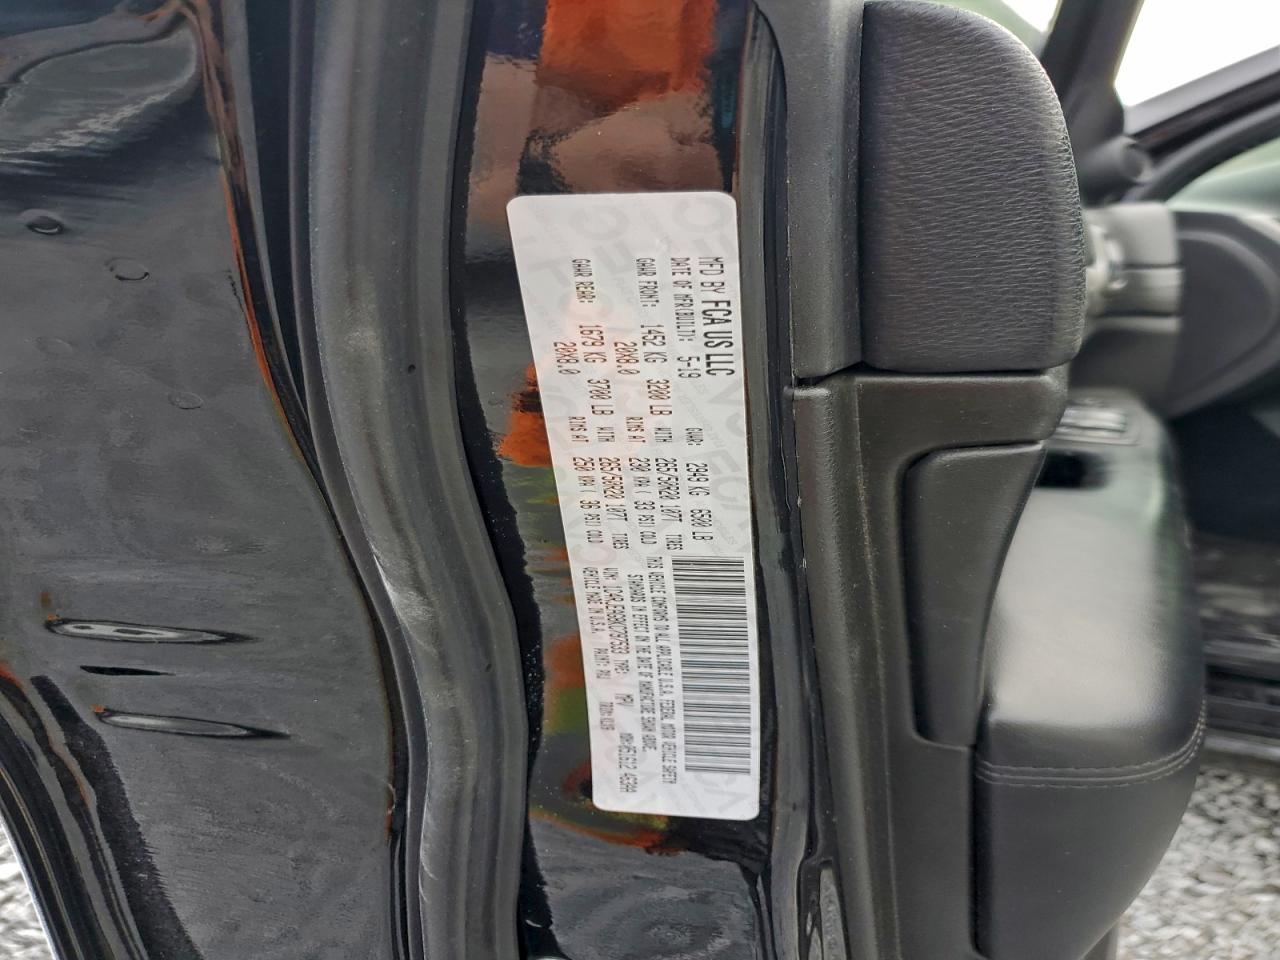 MFD BY FCA US LLC
DATE OF MFR(BUILT): 5-19 GVWR: 2949 KG 6500 LB
GAWR FRONT: 1452 KG 3200 LB WITH 265/50R20 107T TIRES
20X8.0 RIMS AT 230 KPA( 33 PSI) COLD
GAWR REAR: 1679 KG 3700 LB WITH 265/50R20 107T TIRES
20X8.0 RIMS AT 250 KPA( 36 PSI) COLD
THIS VEHICLE CONFORMS TO ALL APPLICABLE U.S.A. FEDERAL MOTOR VEHICLE SAFETY
STANDARDS IN EFFECT ON THE DATE OF MANUFACTURE SHOWN ABOVE.
VIN: TYPE: MPV
VEHICLE MADE IN U.S.A. PAINT: